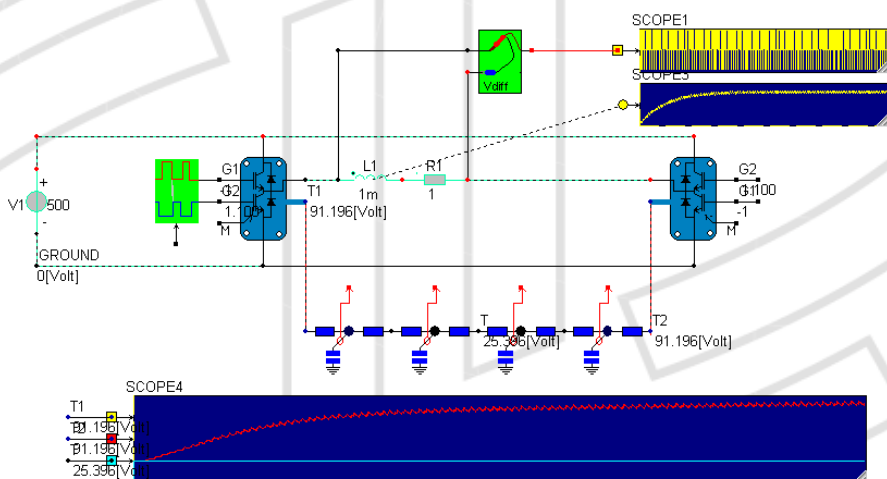 SCOPE1
SCOPE3
Vdiff
G1
G2
1.100
M
T1
91.196[Volt]
L1
1m
R1
1
G2
G1
1.100
-1
M
V1
500
+
-
GROUND
0[Volt]
T
25.396[Volt]
T2
91.196[Volt]
SCOPE4
T1
91.196[Volt]
T2
91.196[Volt]
T
25.396[Volt]